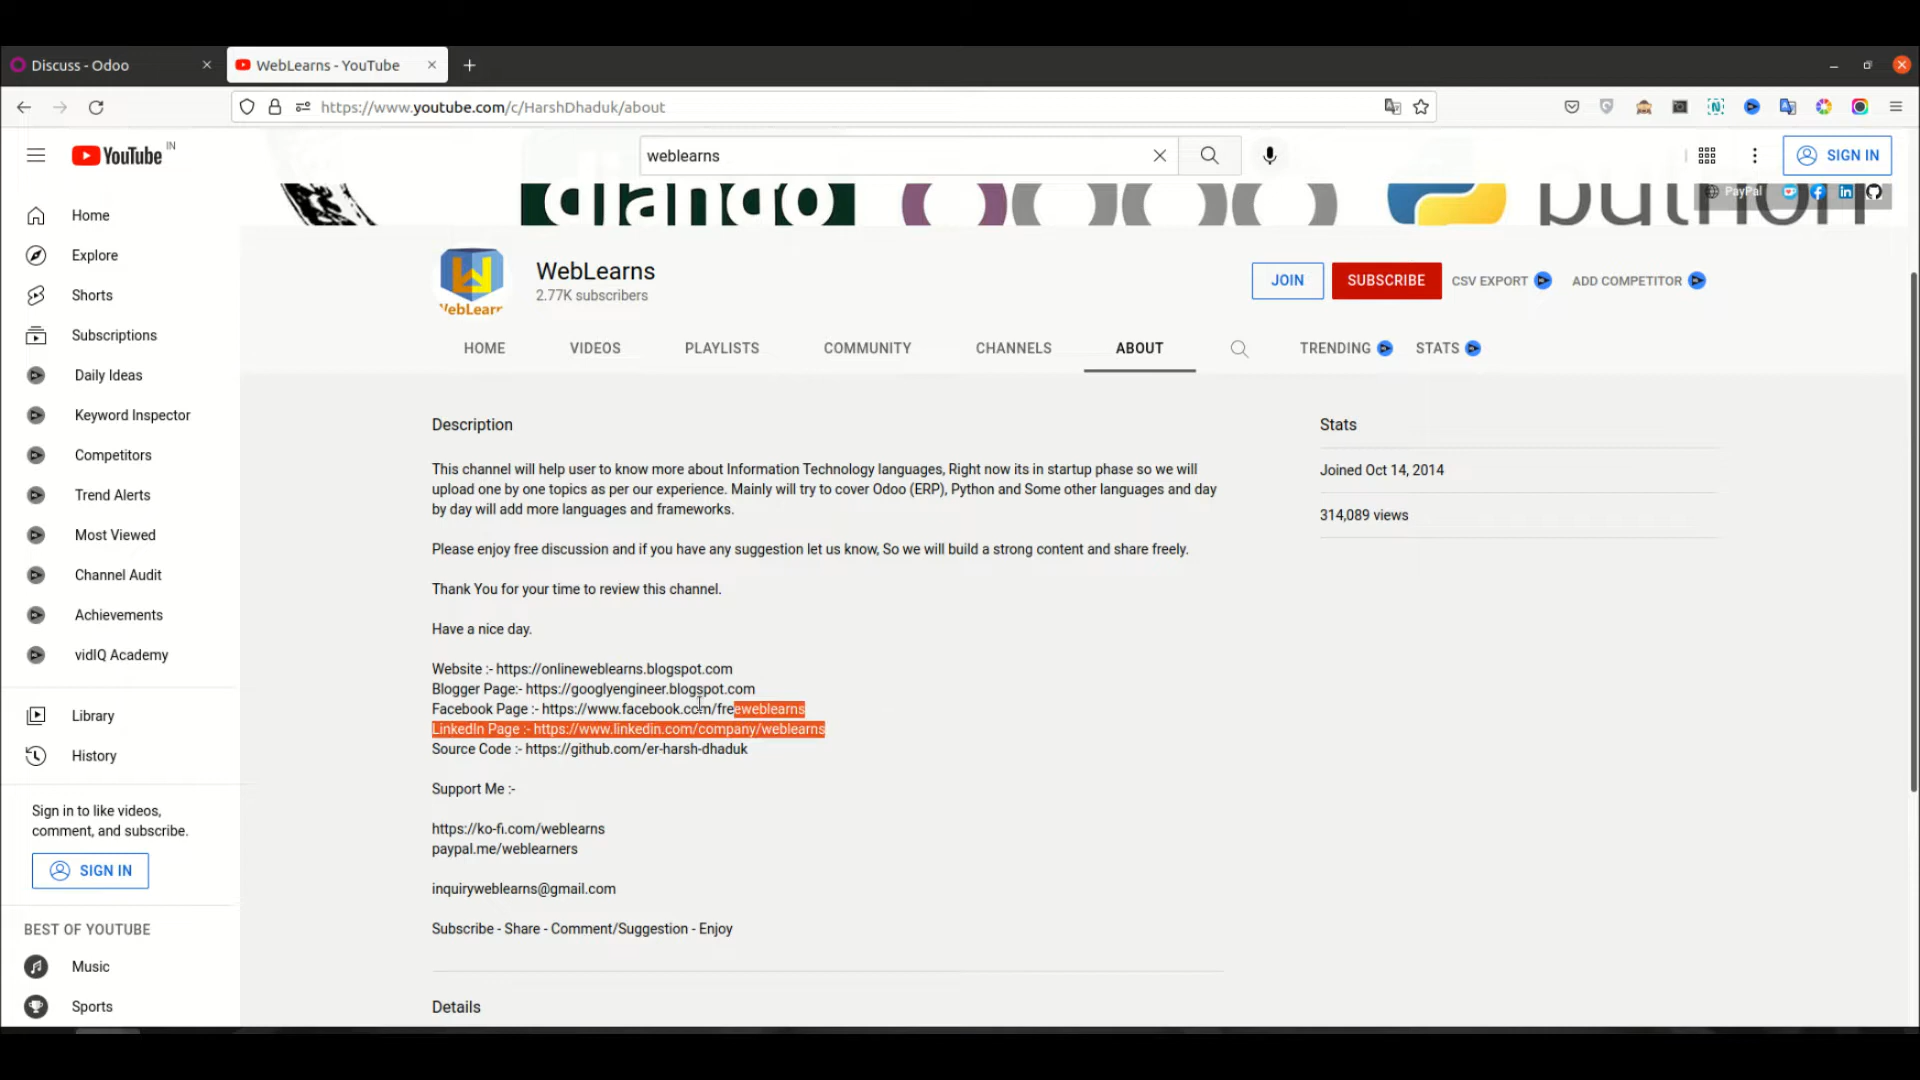 Discuss - Odoo
WebLearns - YouTube
https://www.youtube.com/c/HarshDhaduk/about
YouTube IN
weblearns
SIGN IN
django odoo python
PayPal
Home
Explore
Shorts
Subscriptions
Daily Ideas
Keyword Inspector
Competitors
Trend Alerts
Most Viewed
Channel Audit
Achievements
vidIQ Academy
Library
History
Sign in to like videos,
comment, and subscribe.
SIGN IN
BEST OF YOUTUBE
Music
Sports
WebLearn
WebLearns
2.77K subscribers
JOIN
SUBSCRIBE
CSV EXPORT
ADD COMPETITOR
HOME
VIDEOS
PLAYLISTS
COMMUNITY
CHANNELS
ABOUT
TRENDING
STATS
Description
This channel will help user to know more about Information Technology languages, Right now its in startup phase so we will
upload one by one topics as per our experience. Mainly will try to cover Odoo (ERP), Python and Some other languages and day
by day will add more languages and frameworks.
Please enjoy free discussion and if you have any suggestion let us know, So we will build a strong content and share freely.
Thank You for your time to review this channel.
Have a nice day.
Website :- https://onlineweblearns.blogspot.com
Blogger Page:- https://googlyengineer.blogspot.com
Facebook Page :- https://www.facebook.com/freeweblearns
LinkedIn Page :- https://www.linkedin.com/company/weblearns
Source Code :- https://github.com/er-harsh-dhaduk
Support Me :-
https://ko-fi.com/weblearns
paypal.me/weblearners
inquiryweblearns@gmail.com
Subscribe - Share - Comment/Suggestion - Enjoy
Details
Stats
Joined Oct 14, 2014
314,089 views